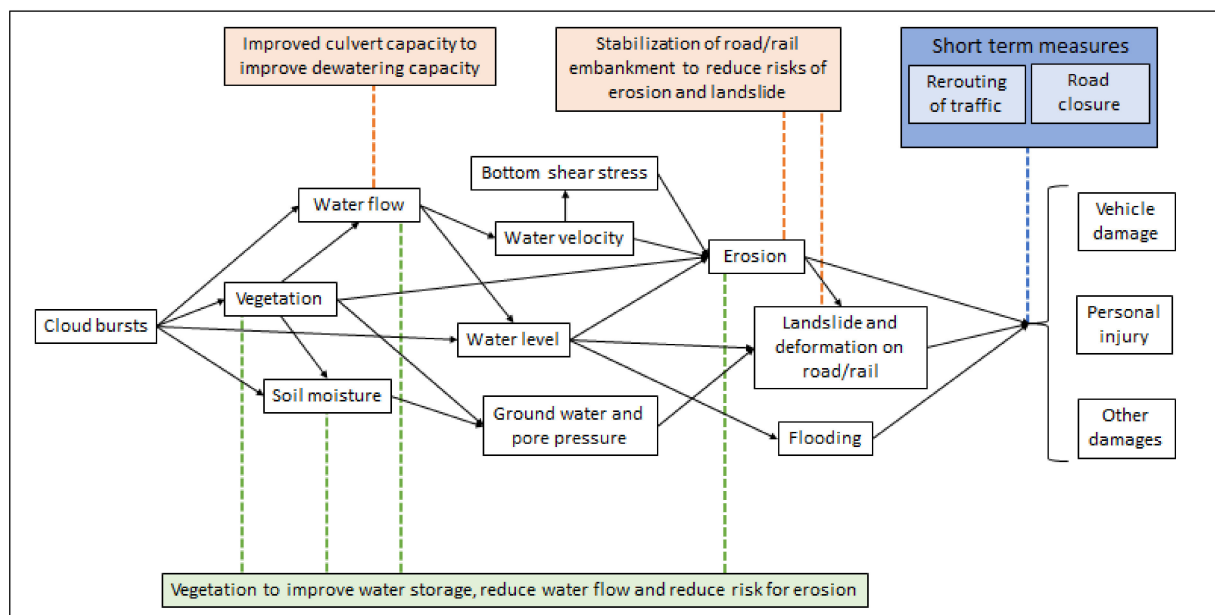 Improved culvert capacity to
improve dewatering capacity
Stabilization of road/rail
embankment to reduce risks of
erosion and landslide
Short term measures
Rerouting
of traffic
Road
closure
Bottom shear stress
Water flow
Water velocity
Vehicle
damage
Erosion
Vegetation
Cloud bursts
Water level
Landslide and
deformation on
road/rail
Personal
injury
Soil moisture
Ground water and
pore pressure
Flooding
Other
damages
Vegetation to improve water storage, reduce water flow and reduce risk for erosion